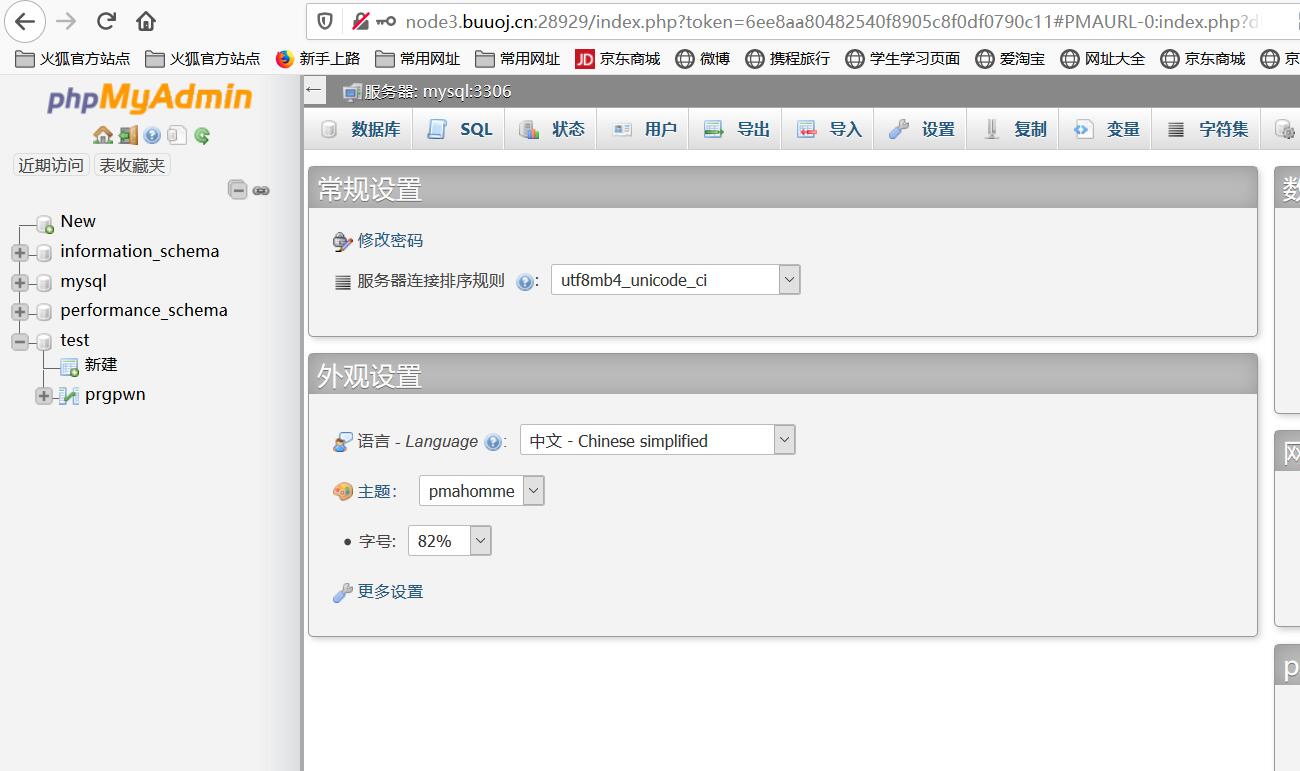 node3.buuoj.cn:28929/index.php?token=6ee8aa80482540f8905c8f0df0790c11#PMAURL-0:index.php?d
火狐官方站点 火狐官方站点 新手上路 常用网址 常用网址 JD 京东商城 微博 携程旅行 学生学习页面 爱淘宝 网址大全 京东商城 京
phpMyAdmin
近期访问 表收藏夹
New
information_schema
mysql
performance_schema
test
新建
prgpwn
服务器: mysql:3306
数据库 SQL 状态 用户 导出 导入 设置 复制 变量 字符集
常规设置
修改密码
服务器连接排序规则 : utf8mb4_unicode_ci
外观设置
语言 - Language : 中文 - Chinese simplified
主题: pmahomme
字号: 82%
更多设置
数
网
p